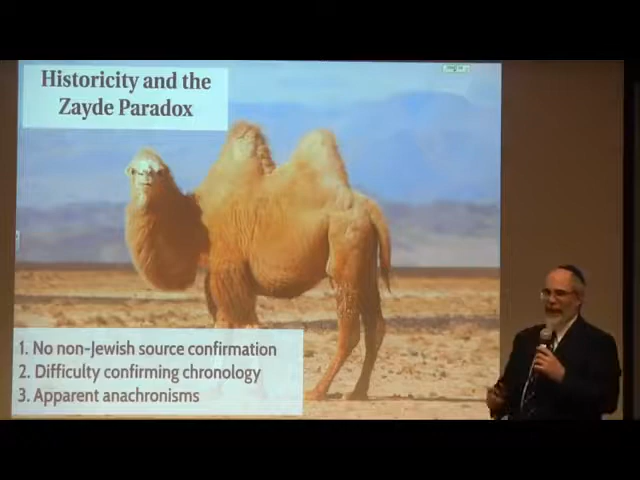 Historicity and the
Zayde Paradox
1. No non-Jewish source confirmation
2. Difficulty confirming chronology
3. Apparent anachronisms